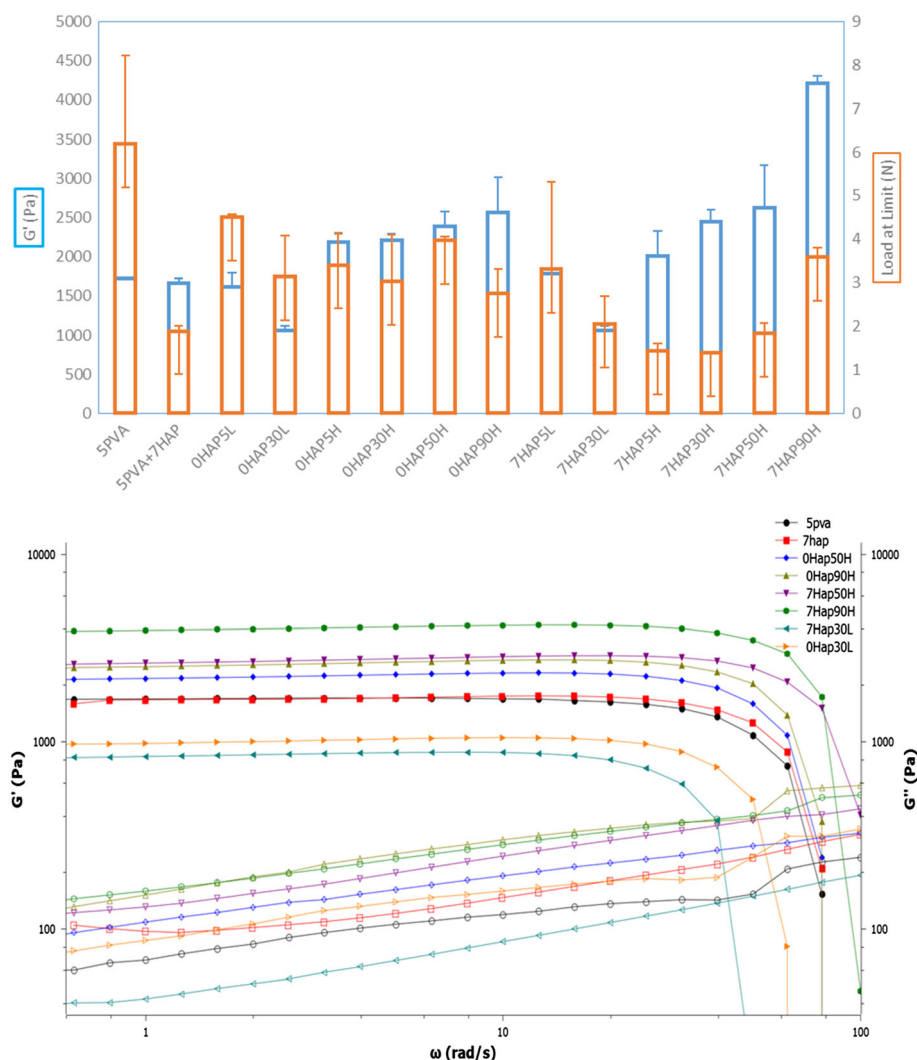 5000
4500
4000
3500
3000
2500
2000
1500
1000
500
0
G' (Pa)
9
8
7
6
5
4
3
2
1
0
Load at Limit (N)
5PVA
5PVA+7HAP
0HAP5L
0HAP30L
0HAP5H
0HAP30H
0HAP50H
0HAP90H
7HAP5L
7HAP30L
7HAP5H
7HAP30H
7HAP50H
7HAP90H
5pva
7hap
0Hap50H
0Hap90H
7Hap50H
7Hap90H
7Hap30L
0Hap30L
10000
1000
100
G' (Pa)
10000
1000
100
G'' (Pa)
1
10
100
ω (rad/s)